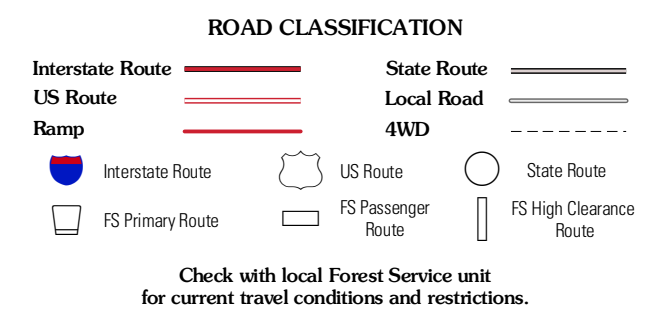 ROAD CLASSIFICATION
Interstate Route
State Route
US Route
Local Road
Ramp
4WD
Interstate Route
US Route
State Route
FS Primary Route
FS Passenger
Route
FS High Clearance
Route
Check with local Forest Service unit
for current travel conditions and restrictions.